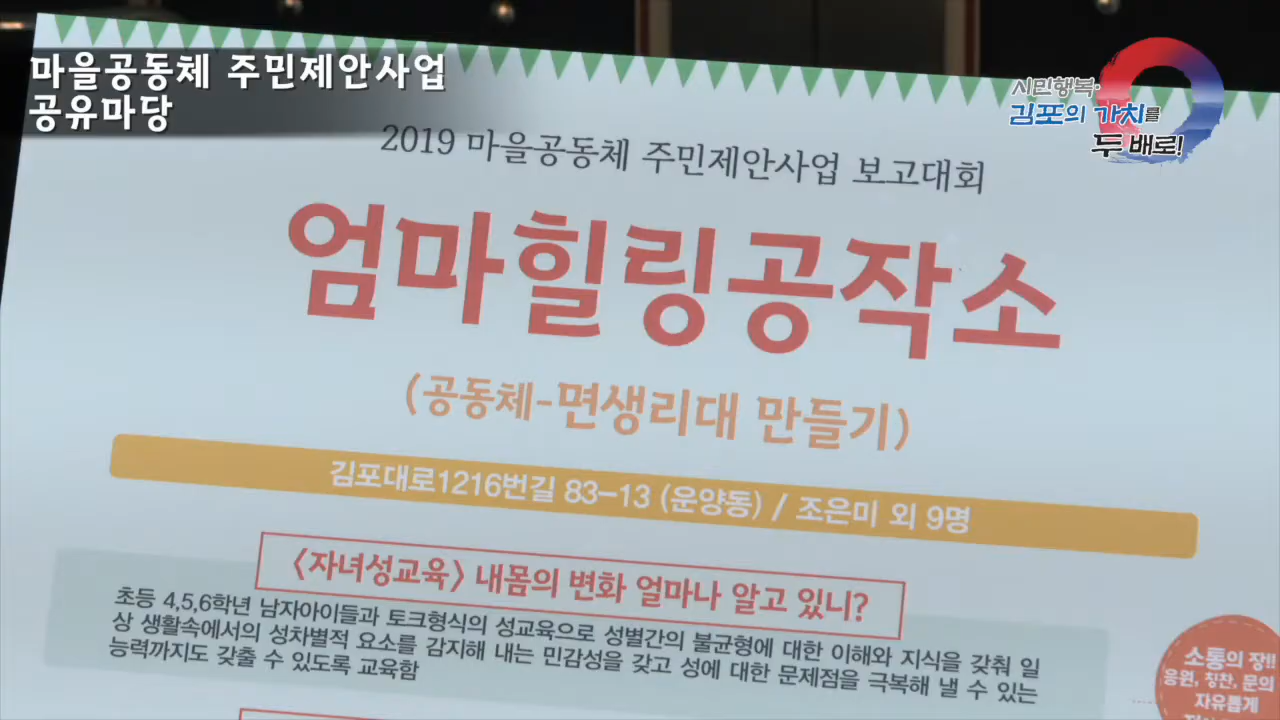 마을공동체 주민제안사업
공유마당
시민행복·
김포의 가치를
두 배로!
2019 마을공동체 주민제안사업 보고대회
엄마힐링공작소
(공동체-면생리대 만들기)
김포대로1216번길 83-13 (운양동) / 조은미 외 9명
<자녀성교육> 내몸의 변화 얼마나 알고 있니?
초등 4,5,6학년 남자아이들과 토크형식의 성교육으로 성별간의 불균형에 대한 이해와 지식을 갖춰 일
상 생활속에서의 성차별적 요소를 감지해 내는 민감성을 갖고 성에 대한 문제점을 극복해 낼 수 있는
능력까지도 갖출 수 있도록 교육함
소통의 장!!
응원, 칭찬, 문의
자유롭게